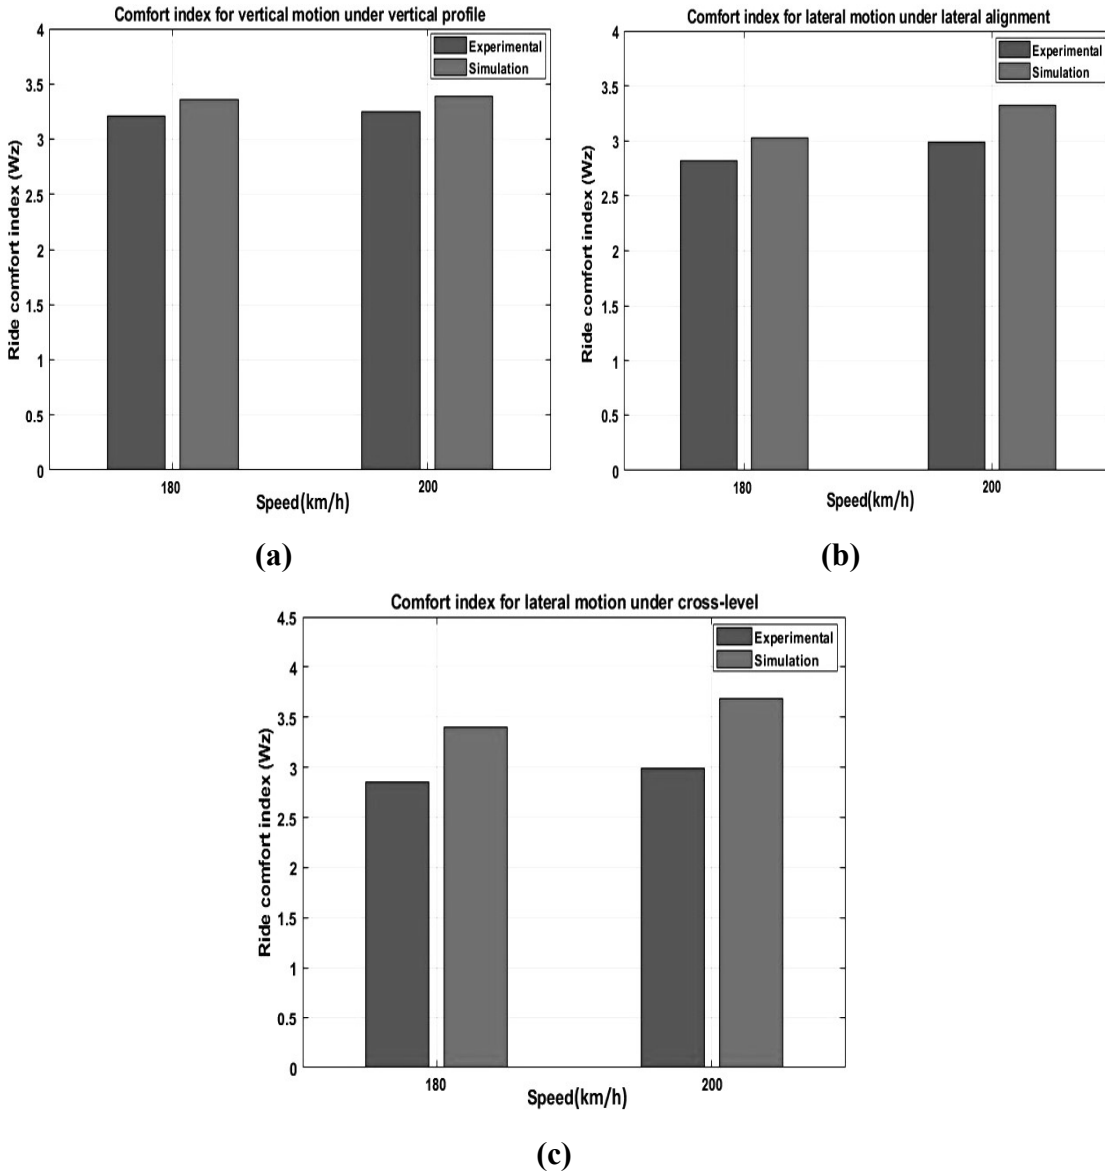 Comfort index for vertical motion under vertical profile
Ride comfort index (Wz)
4
3.5
3
2.5
2
1.5
1
0.5
0
Experimental
Simulation
180
200
Speed(km/h)
(a)
Comfort index for lateral motion under lateral alignment
Ride comfort index (Wz)
4
3.5
3
2.5
2
1.5
1
0.5
0
Experimental
Simulation
180
200
Speed(km/h)
(b)
Comfort index for lateral motion under cross-level
Ride comfort index (Wz)
4.5
4
3.5
3
2.5
2
1.5
1
0.5
0
Experimental
Simulation
180
200
Speed(km/h)
(c)